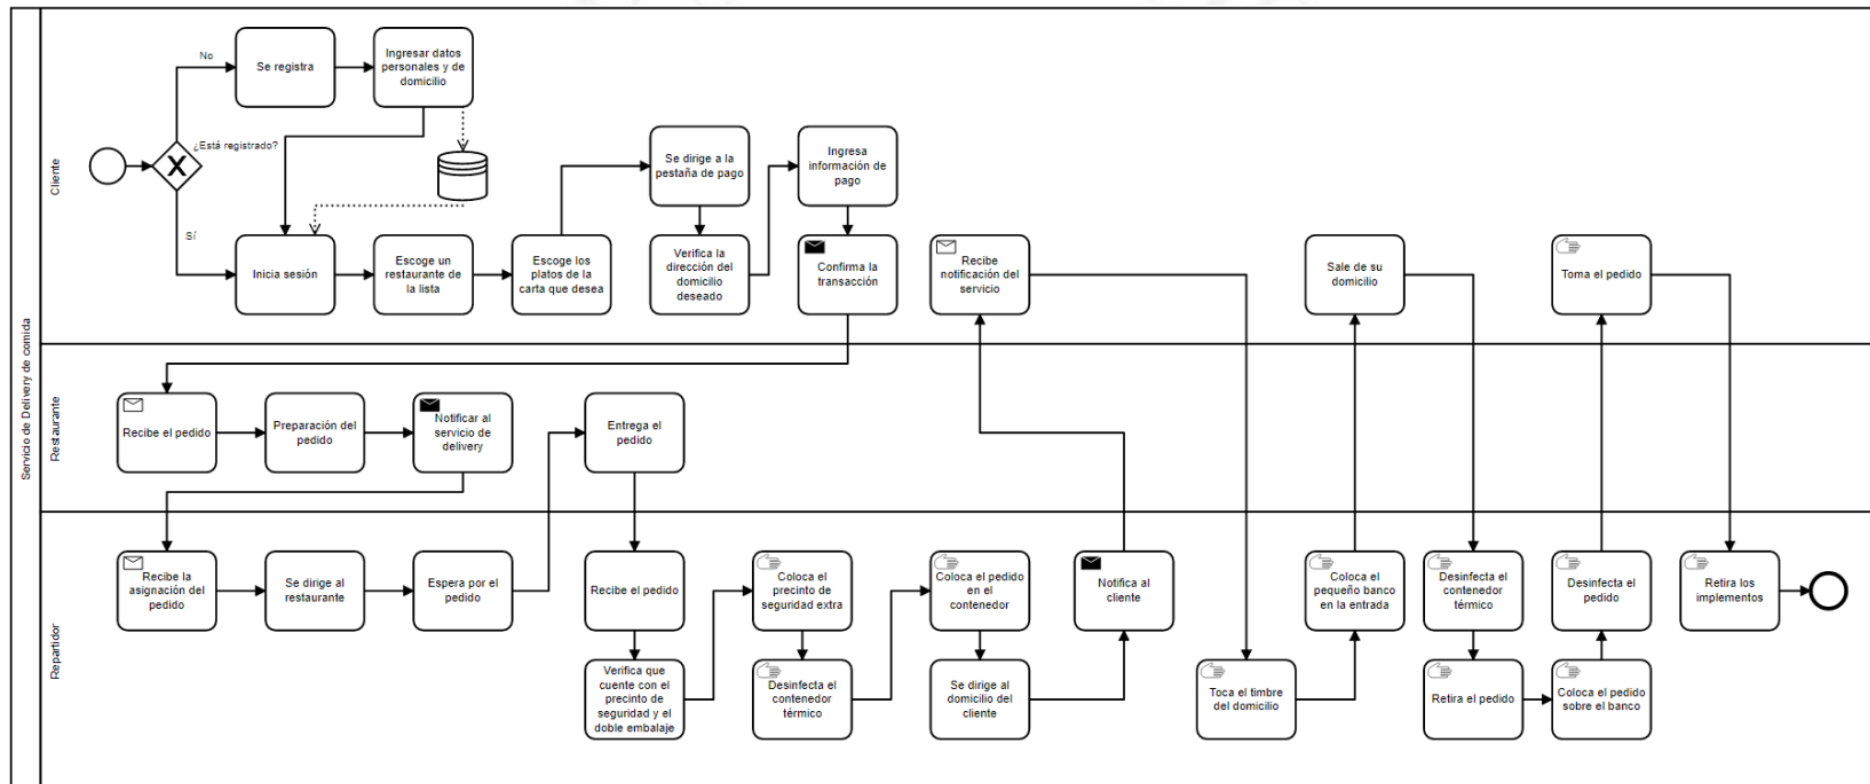 Servicio de Delivery de comida
Cliente
No
Se registra
Ingresar datos
personales y de
domicilio
¿Está registrado?
Sí
Inicia sesión
Escoge un
restaurante de
la lista
Escoge los
platos de la
carta que desea
Se dirige a la
pestaña de pago
Verifica la
dirección del
domicilio
deseado
Ingresa
información de
pago
Confirma la
transacción
Recibe
notificación del
servicio
Sale de su
domicilio
Toma el pedido
Restaurante
Recibe el pedido
Preparación del
pedido
Notificar al
servicio de
delivery
Entrega el
pedido
Repartidor
Recibe la
asignación del
pedido
Se dirige al
restaurante
Espera por el
pedido
Recibe el pedido
Verifica que
cuente con el
precinto de
seguridad y el
doble embalaje
Coloca el
precinto de
seguridad extra
Desinfecta el
contenedor
térmico
Coloca el pedido
en el
contenedor
Se dirige al
domicilio del
cliente
Notifica al
cliente
Toca el timbre
del domicilio
Coloca el
pequeño banco
en la entrada
Desinfecta el
contenedor
térmico
Retira el pedido
Coloca el pedido
sobre el banco
Desinfecta el
pedido
Retira los
implementos